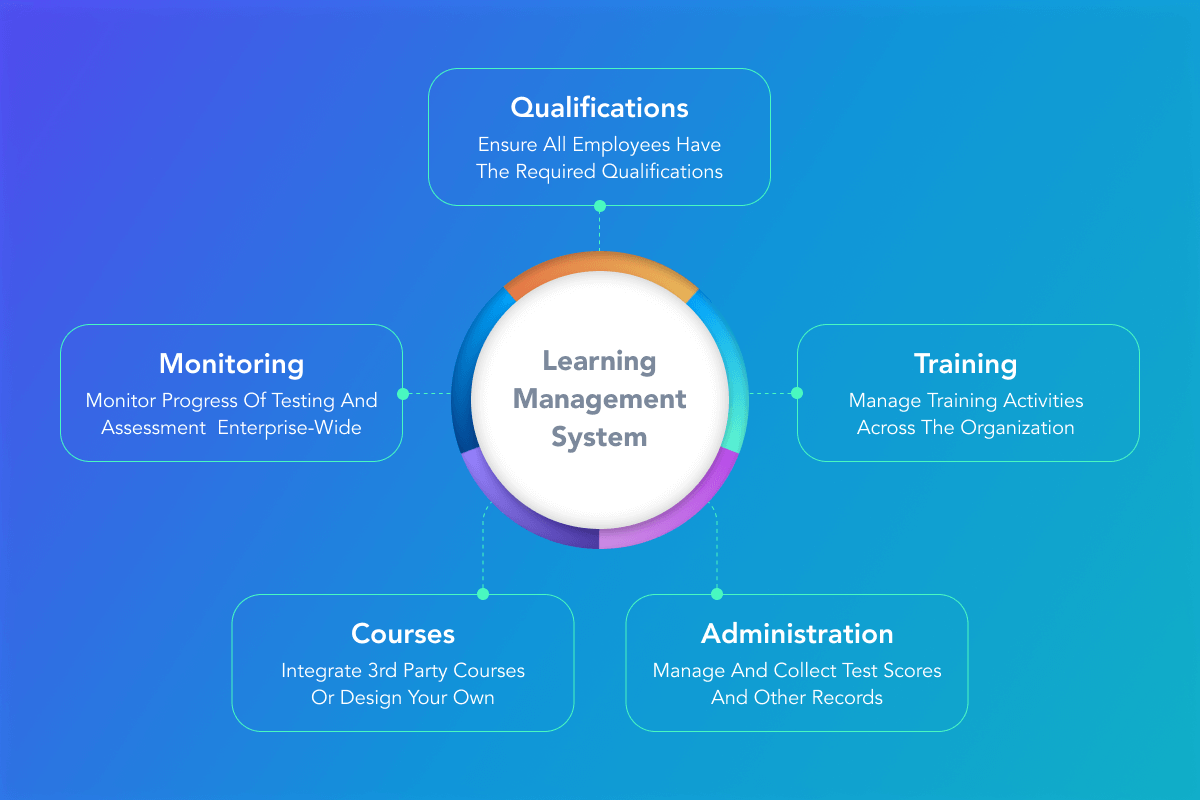 Qualifications
Ensure All Employees Have
The Required Qualifications
Monitoring
Monitor Progress Of Testing And
Assessment  Enterprise-Wide
Learning
Management
System
Training
Manage Training Activities
Across The Organization
Courses
Integrate 3rd Party Courses
Or Design Your Own
Administration
Manage And Collect Test Scores
And Other Records